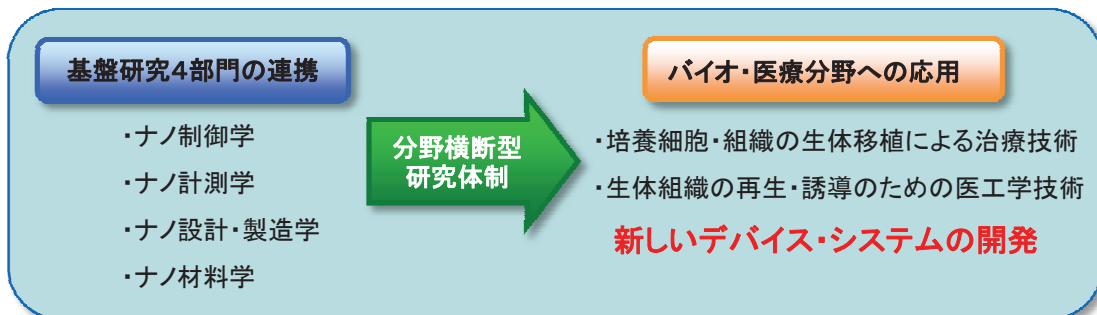 基盤研究4部門の連携
・ナノ制御学
・ナノ計測学
・ナノ設計・製造学
・ナノ材料学
分野横断型
研究体制
バイオ・医療分野への応用
・培養細胞・組織の生体移植による治療技術
・生体組織の再生・誘導のための医工学技術
新しいデバイス・システムの開発